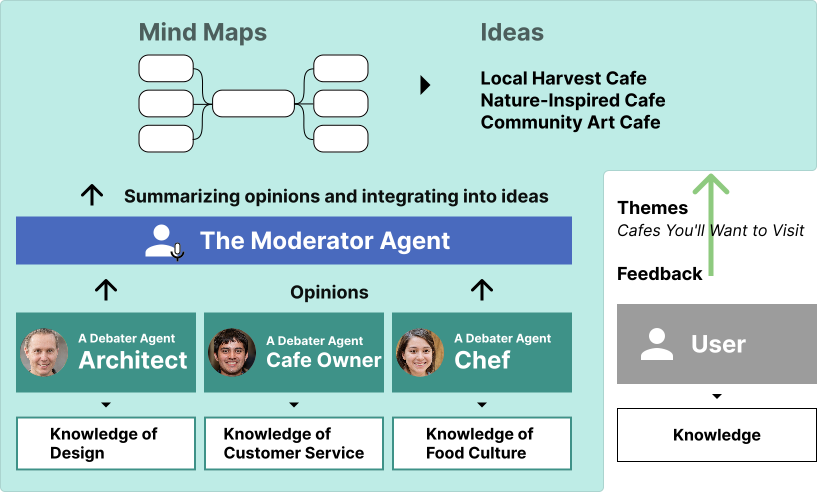 Mind Maps
Ideas
Local Harvest Cafe
Nature-Inspired Cafe
Community Art Cafe
Summarizing opinions and integrating into ideas
The Moderator Agent
Opinions
A Debater Agent
Architect
A Debater Agent
Cafe Owner
A Debater Agent
Chef
Knowledge of
Design
Knowledge of
Customer Service
Knowledge of
Food Culture
Themes
Cafes You'll Want to Visit
Feedback
User
Knowledge